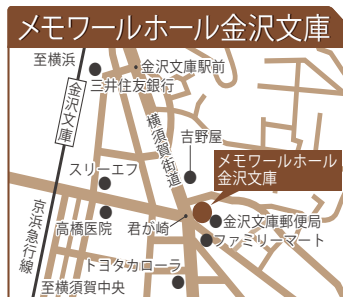 メモワールホール金沢文庫
至横浜
金沢文庫駅前
三井住友銀行
金沢文庫
横須賀街道
吉野屋
メモワールホール
金沢文庫
スリーエフ
京浜急行線
高橋医院
君が崎
金沢文庫郵便局
ファミリーマート
トヨタカローラ
至横須賀中央